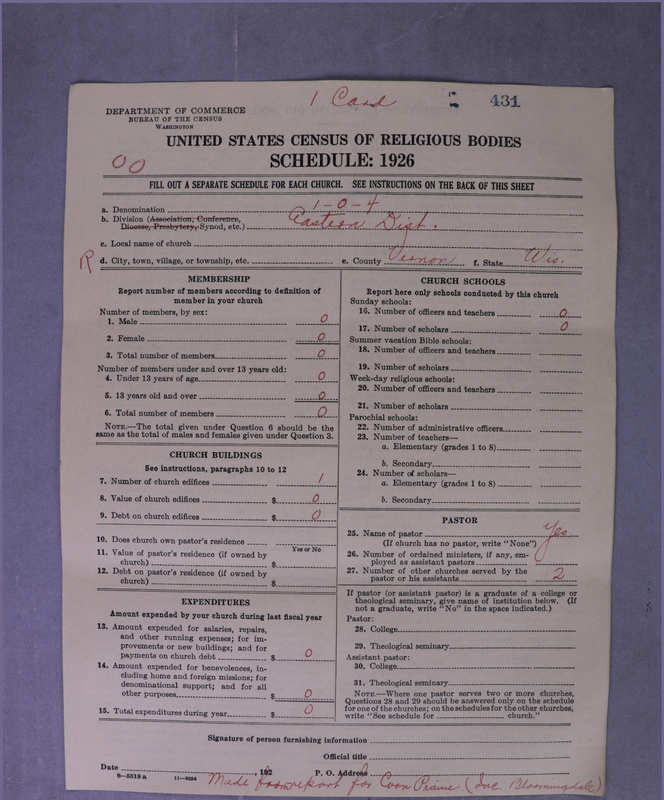 1 Card
431
DEPARTMENT OF COMMERCE
BUREAU OF THE CENSUS
WASHINGTON
UNITED STATES CENSUS OF RELIGIOUS BODIES
SCHEDULE: 1926
00
FILL OUT A SEPARATE SCHEDULE FOR EACH CHURCH. SEE INSTRUCTIONS ON THE BACK OF THIS SHEET
a. Denomination 1-0-4
b. Division (Association, Conference, Eastern Dist.
Diocese, Presbytery, Synod, etc.)
c. Local name of church
R d. City, town, village, or township, etc. e. County Vernon f. State Wis.
MEMBERSHIP
Report number of members according to definition of
member in your church
Number of members, by sex:
1. Male 0
2. Female 0
3. Total number of members 0
Number of members under and over 13 years old:
4. Under 13 years of age 0
5. 13 years old and over 0
6. Total number of members 0
NOTE.—The total given under Question 6 should be the
same as the total of males and females given under Question 3.
CHURCH BUILDINGS
See instructions, paragraphs 10 to 12
7. Number of church edifices 1
8. Value of church edifices $ 0
9. Debt on church edifices $ 0
10. Does church own pastor's residence
Yes or No
11. Value of pastor's residence (if owned by
church) $
12. Debt on pastor's residence (if owned by
church) $
EXPENDITURES
Amount expended by your church during last fiscal year
13. Amount expended for salaries, repairs,
and other running expenses; for im-
provements or new buildings; and for
payments on church debt $ 0
14. Amount expended for benevolences, in-
cluding home and foreign missions; for
denominational support; and for all
other purposes $ 0
15. Total expenditures during year $ 0
CHURCH SCHOOLS
Report here only schools conducted by this church
Sunday schools:
16. Number of officers and teachers 0
17. Number of scholars 0
Summer vacation Bible schools:
18. Number of officers and teachers
19. Number of scholars
Week-day religious schools:
20. Number of officers and teachers
21. Number of scholars
Parochial schools:
22. Number of administrative officers
23. Number of teachers—
a. Elementary (grades 1 to 8)
b. Secondary
24. Number of scholars—
a. Elementary (grades 1 to 8)
b. Secondary
PASTOR
25. Name of pastor Yes
(If church has no pastor, write "None")
26. Number of ordained ministers, if any, em-
ployed as assistant pastors
27. Number of other churches served by the
pastor or his assistants 2
If pastor (or assistant pastor) is a graduate of a college or
theological seminary, give name of institution below. (If
not a graduate, write "No" in the space indicated.)
Pastor:
28. College
29. Theological seminary
Assistant pastor:
30. College
31. Theological seminary
NOTE.—Where one pastor serves two or more churches,
Questions 28 and 29 should be answered only on the schedule
for one of the churches; on the schedules for the other churches,
write "See schedule for church."
Signature of person furnishing information
Official title
Date , 192 P. O. Address
8—5518a 11—9064 Made from report for Coon Prairie (Inc. Bloomingdale)